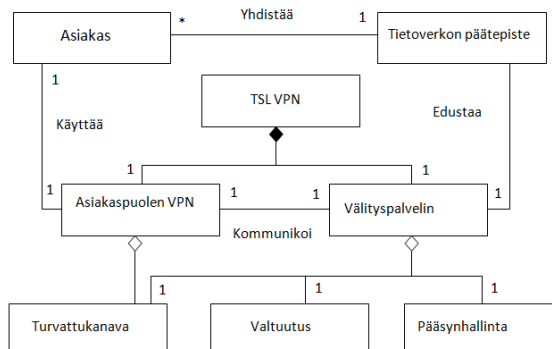 Yhdistää
Asiakas
*
1
Tietoverkon päätepiste
1
TSL VPN
1
Käyttää
Edustaa
1
1
1
Asiakaspuolen VPN
1
1
Välityspalvelin
1
Kommunikoi
1
1
1
Turvattukanava
Valtuutus
Pääsynhallinta